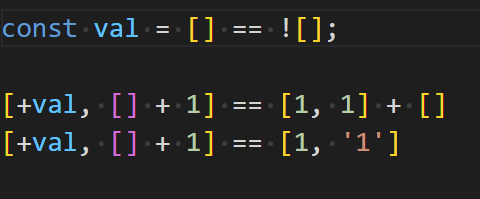 const val = [] == ![];
[+val, [] + 1] == [1, 1] + []
[+val, [] + 1] == [1, '1']